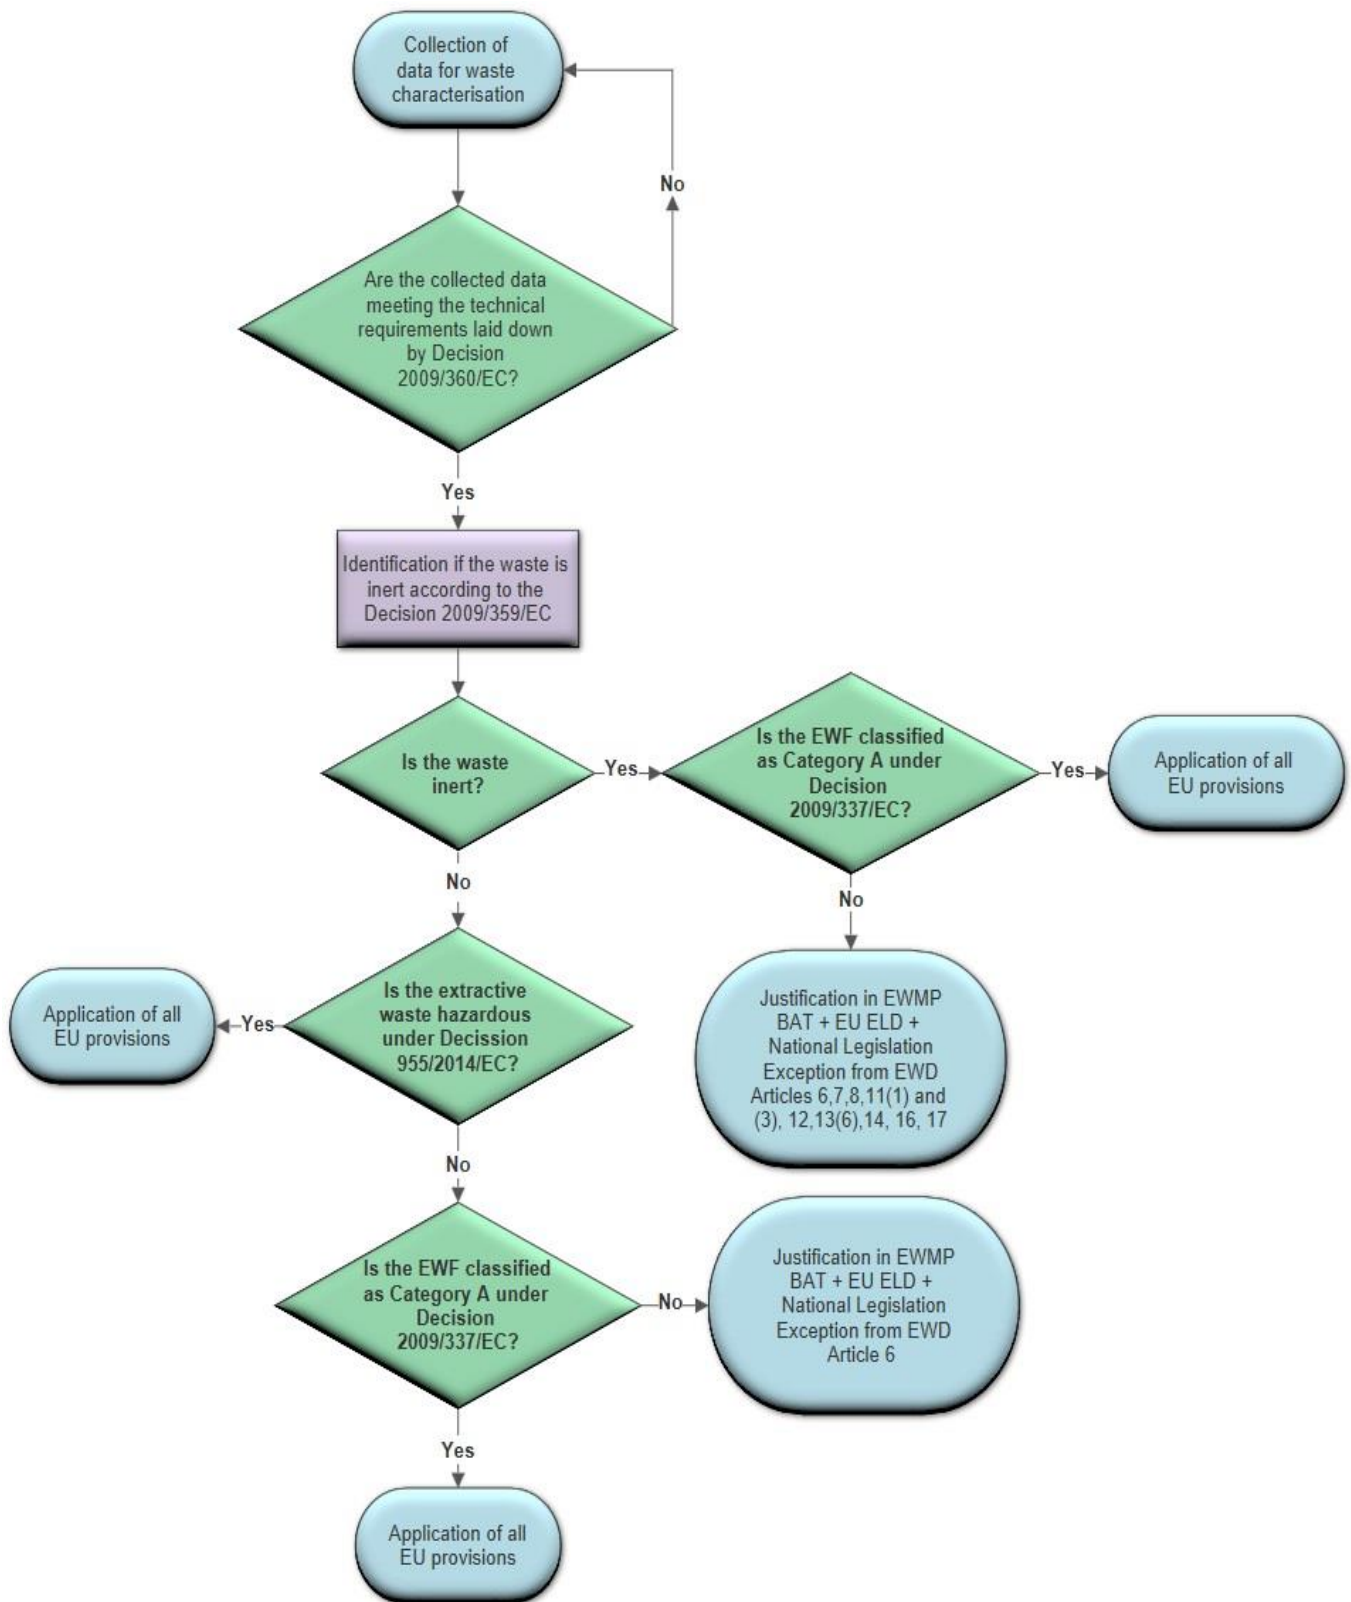 Collection of
data for waste
characterisation
No
Are the collected data
meeting the technical
requirements laid down
by Decision
2009/360/EC?
Yes
Identification if the waste is
inert according to the
Decision 2009/359/EC
Is the waste
inert?
Yes
Is the EWF classified
as Category A under
Decision
2009/337/EC?
Yes
Application of all
EU provisions
No
No
Justification in EWMP
BAT + EU ELD +
National Legislation
Exception from EWD
Articles 6,7,8,11(1) and
(3), 12,13(6),14, 16, 17
Is the extractive
waste hazardous
under Decission
955/2014/EC?
Yes
Application of all
EU provisions
No
Is the EWF classified
as Category A under
Decision
2009/337/EC?
No
Justification in EWMP
BAT + EU ELD +
National Legislation
Exception from EWD
Article 6
Yes
Application of all
EU provisions